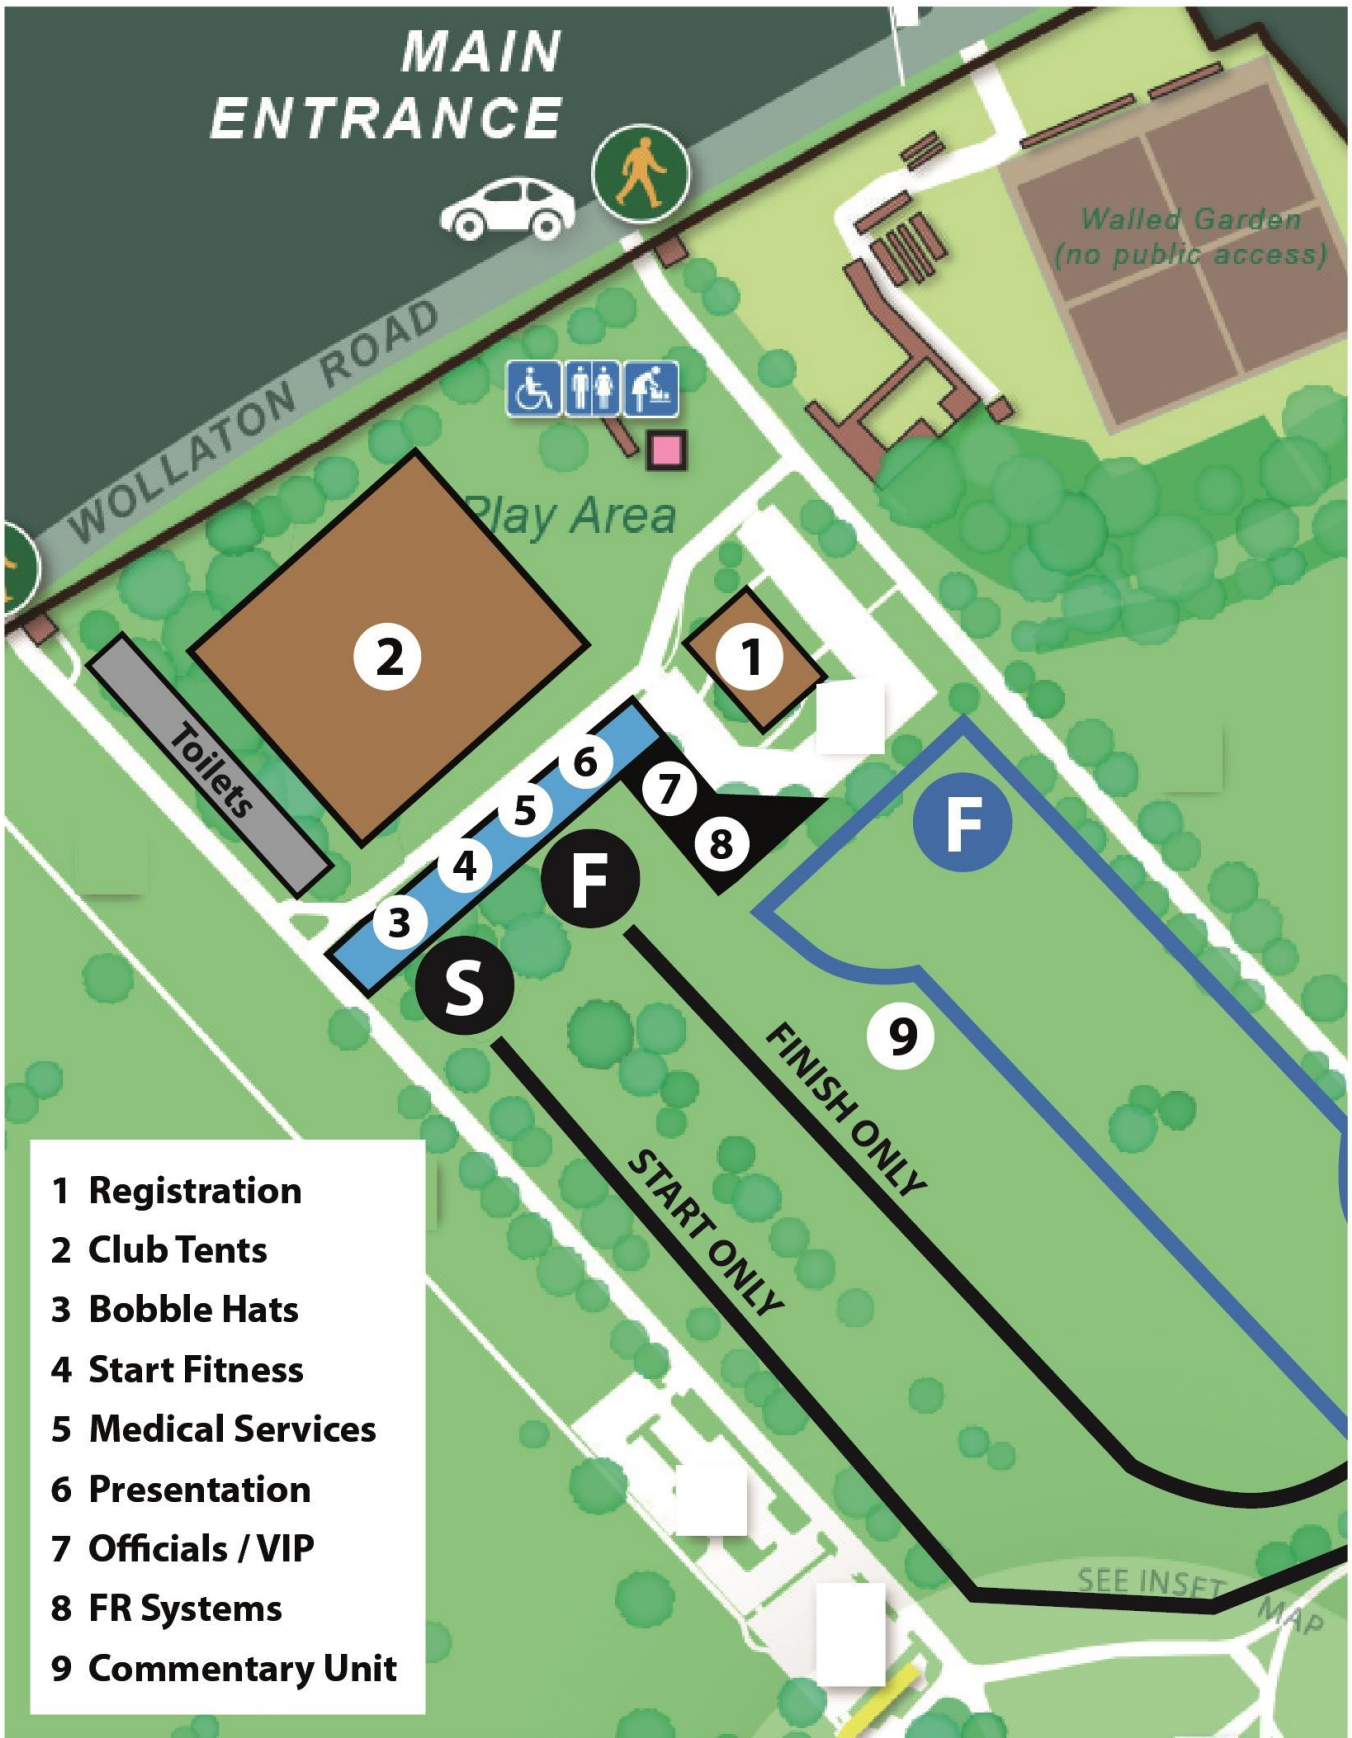 MAIN
ENTRANCE
WOLLATON ROAD
Walled Garden
(no public access)
Play Area
1
2
Toilets
6
7
5
8
F
4
F
3
S
9
FINISH ONLY
START ONLY
1 Registration
2 Club Tents
3 Bobble Hats
4 Start Fitness
5 Medical Services
6 Presentation
7 Officials / VIP
8 FR Systems
9 Commentary Unit
SEE INSET MAP